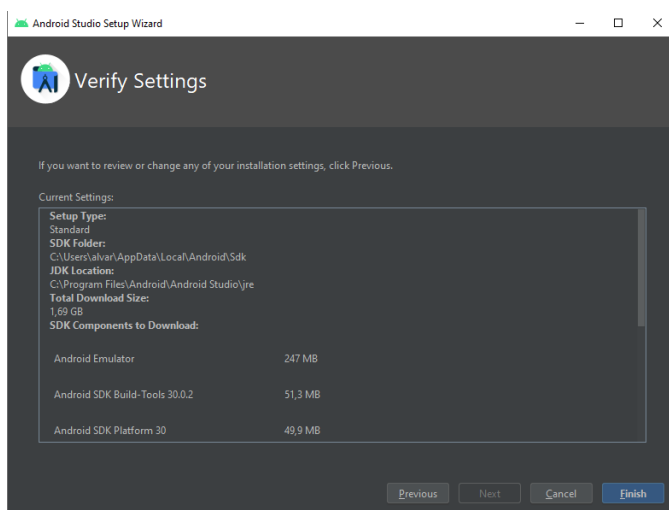 Android Studio Setup Wizard
Verify Settings
If you want to review or change any of your installation settings, click Previous.
Current Settings:
Setup Type:
Standard
SDK Folder:
C:\Users\alvar\AppData\Local\Android\Sdk
JDK Location:
C:\Program Files\Android\Android Studio\jre
Total Download Size:
1,69 GB
SDK Components to Download:
Android Emulator 247 MB
Android SDK Build-Tools 30.0.2 51,3 MB
Android SDK Platform 30 49,9 MB
Previous Next Cancel Finish